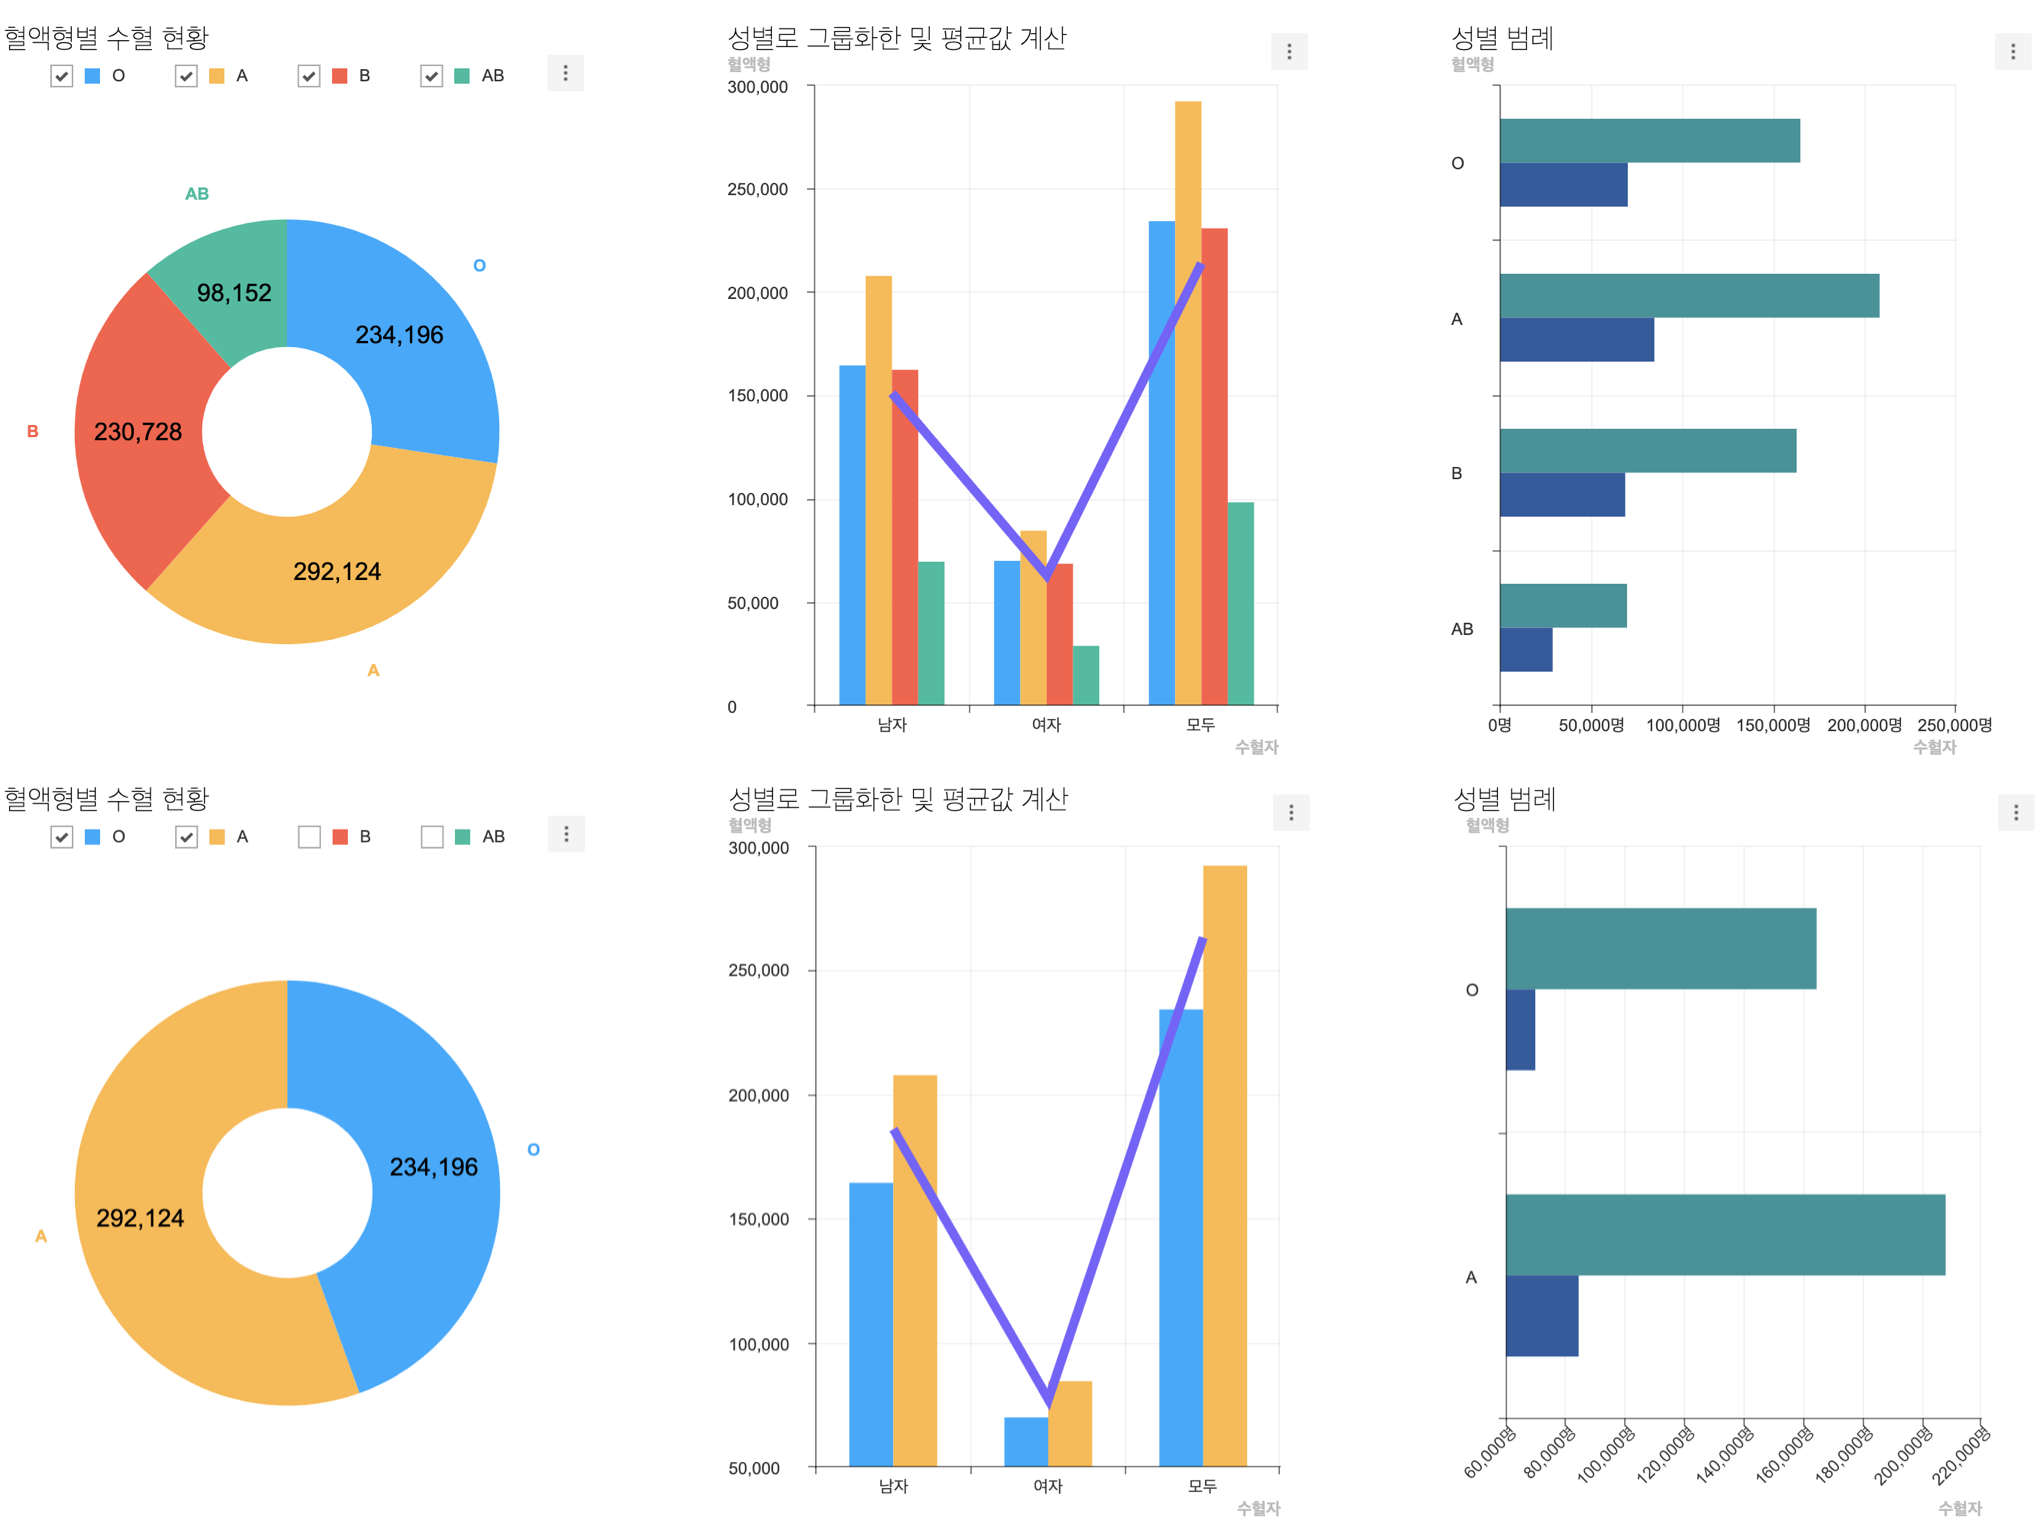 혈액형별 수혈 현황
O A B AB
AB
O
98,152
234,196
B
230,728
292,124
A
성별로 그룹화한 및 평균값 계산
혈액형
300,000
250,000
200,000
150,000
100,000
50,000
0
남자 여자 모두
수혈자
성별 범례
혈액형
O
A
B
AB
0명 50,000명 100,000명 150,000명 200,000명 250,000명
수혈자
혈액형별 수혈 현황
O A B AB
O
234,196
292,124
A
성별로 그룹화한 및 평균값 계산
혈액형
300,000
250,000
200,000
150,000
100,000
50,000
남자 여자 모두
수혈자
성별 범례
혈액형
O
A
60,000명 80,000명 100,000명 120,000명 140,000명 160,000명 180,000명 200,000명 220,000명
수혈자